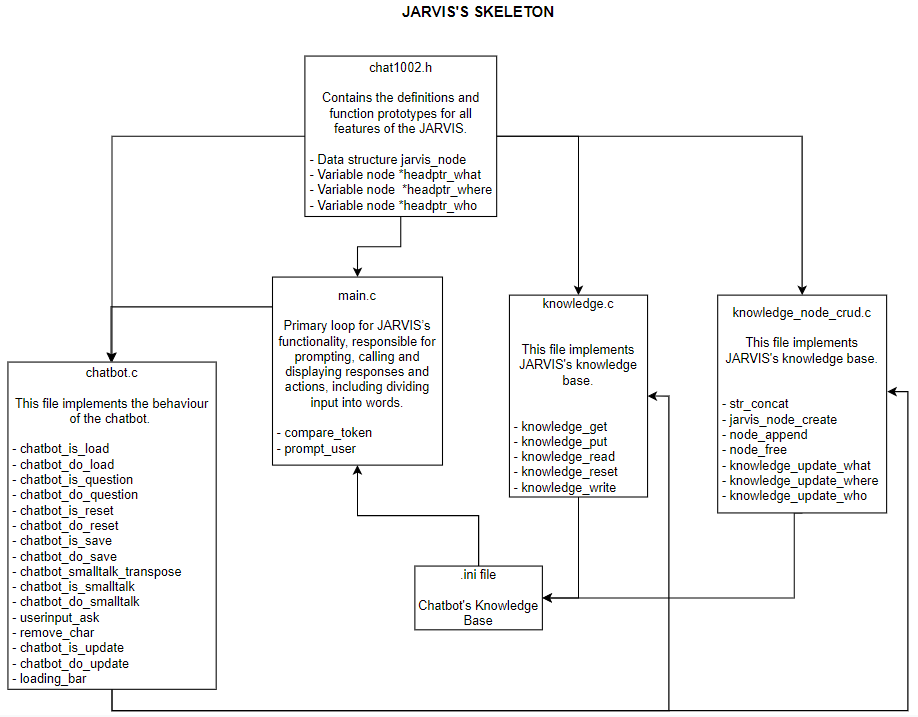 JARVIS'S SKELETON
chat1002.h
Contains the definitions and
function prototypes for all
features of the JARVIS.
- Data structure jarvis_node
- Variable node *headptr_what
- Variable node  *headptr_where
- Variable node *headptr_who
main.c
Primary loop for JARVIS's
functionality, responsible for
prompting, calling and
displaying responses and
actions, including dividing
input into words.
- compare_token
- prompt_user
knowledge.c
This file implements
JARVIS's knowledge
base.
- knowledge_get
- knowledge_put
- knowledge_read
- knowledge_reset
- knowledge_write
knowledge_node_crud.c
This file implements
JARVIS's knowledge base.
- str_concat
- jarvis_node_create
- node_append
- node_free
- knowledge_update_what
- knowledge_update_where
- knowledge_update_who
chatbot.c
This file implements the behaviour
of the chatbot.
- chatbot_is_load
- chatbot_do_load
- chatbot_is_question
- chatbot_do_question
- chatbot_is_reset
- chatbot_do_reset
- chatbot_is_save
- chatbot_do_save
- chatbot_smalltalk_transpose
- chatbot_is_smalltalk
- chatbot_do_smalltalk
- userinput_ask
- remove_char
- chatbot_is_update
- chatbot_do_update
- loading_bar
.ini file
Chatbot's Knowledge
Base